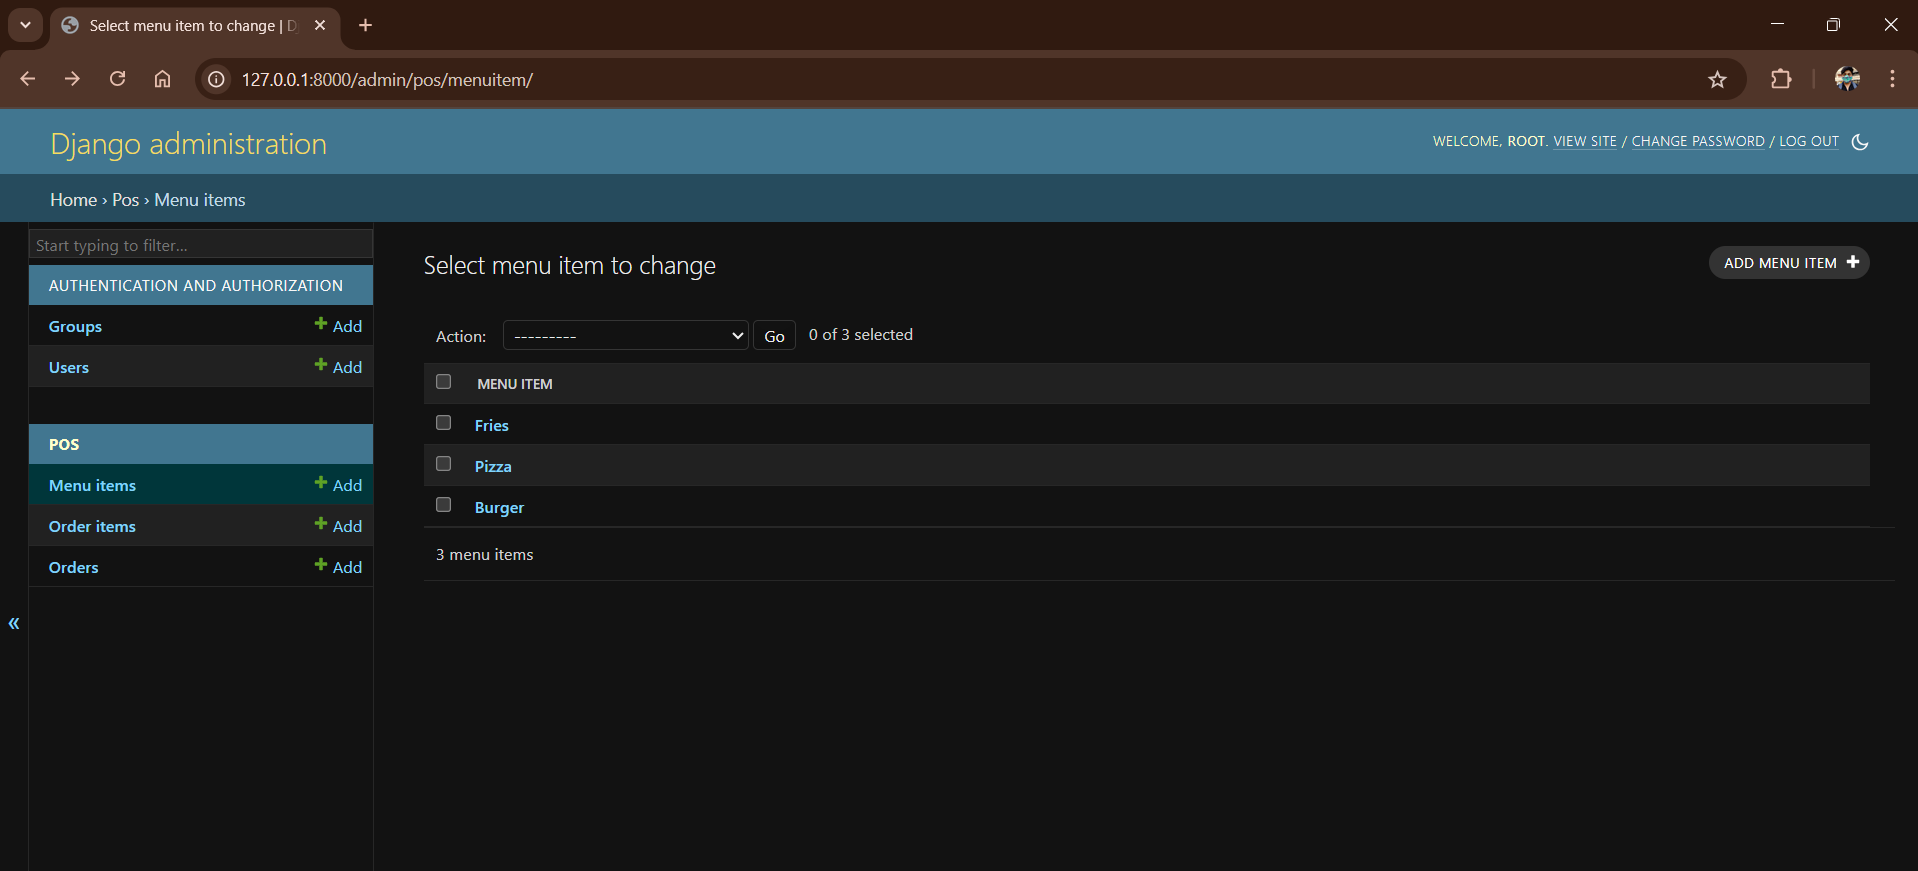 Select menu item to change | D
127.0.0.1:8000/admin/pos/menuitem/
Django administration
WELCOME, ROOT. VIEW SITE / CHANGE PASSWORD / LOG OUT
Home › Pos › Menu items
Start typing to filter...
AUTHENTICATION AND AUTHORIZATION
Groups Add
Users Add
POS
Menu items Add
Order items Add
Orders Add
«
Select menu item to change
ADD MENU ITEM
Action: --------- Go 0 of 3 selected
MENU ITEM
Fries
Pizza
Burger
3 menu items